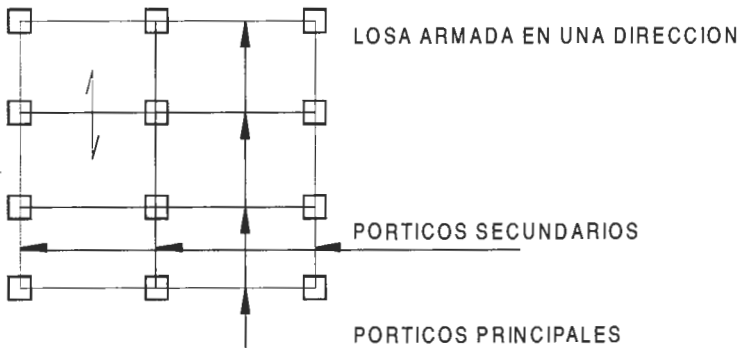 LOSA ARMADA EN UNA DIRECCION
PORTICOS SECUNDARIOS
PORTICOS PRINCIPALES